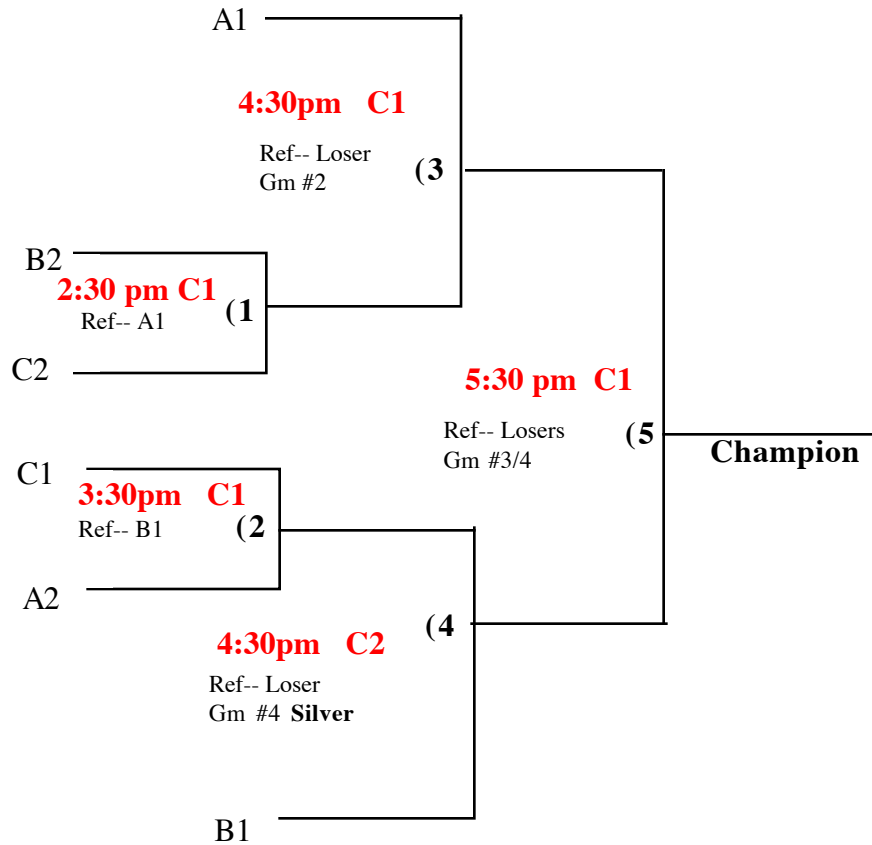 A1
4:30pm C1
Ref-- Loser
Gm #2
(3
B2
2:30 pm C1
Ref-- A1
(1
C2
5:30 pm C1
Ref-- Losers
Gm #3/4
(5
Champion
C1
3:30pm C1
Ref-- B1
(2
A2
4:30pm C2
(4
Ref-- Loser
Gm #4 Silver
B1